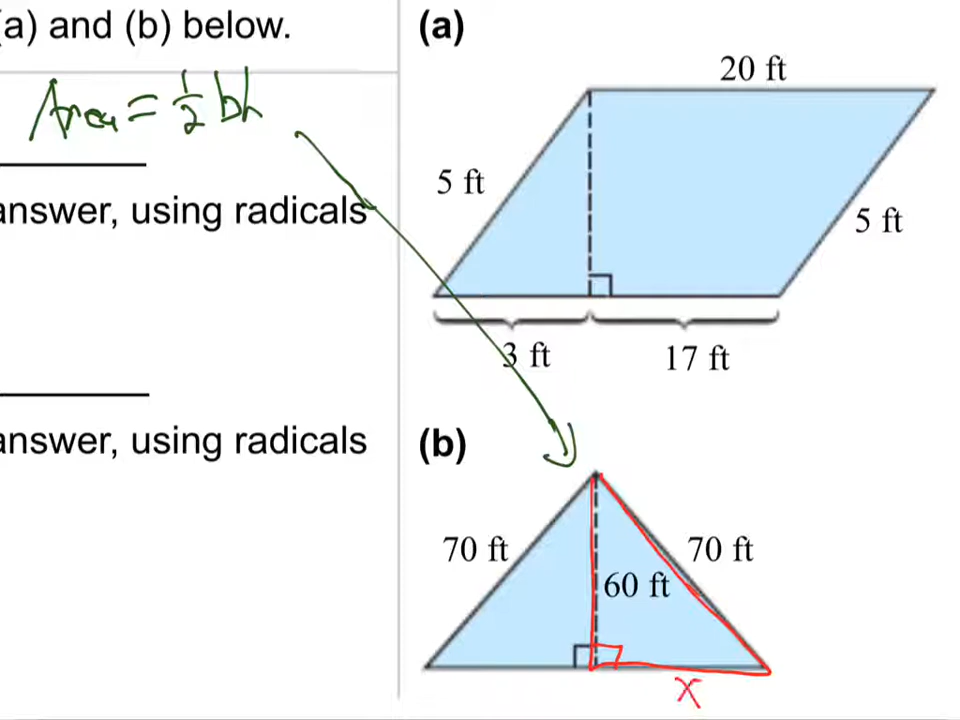 (a) and (b) below.
Area = 1/2 bh
answer, using radicals
answer, using radicals
(a)
20 ft
5 ft
5 ft
3 ft
17 ft
(b)
70 ft
70 ft
60 ft
x